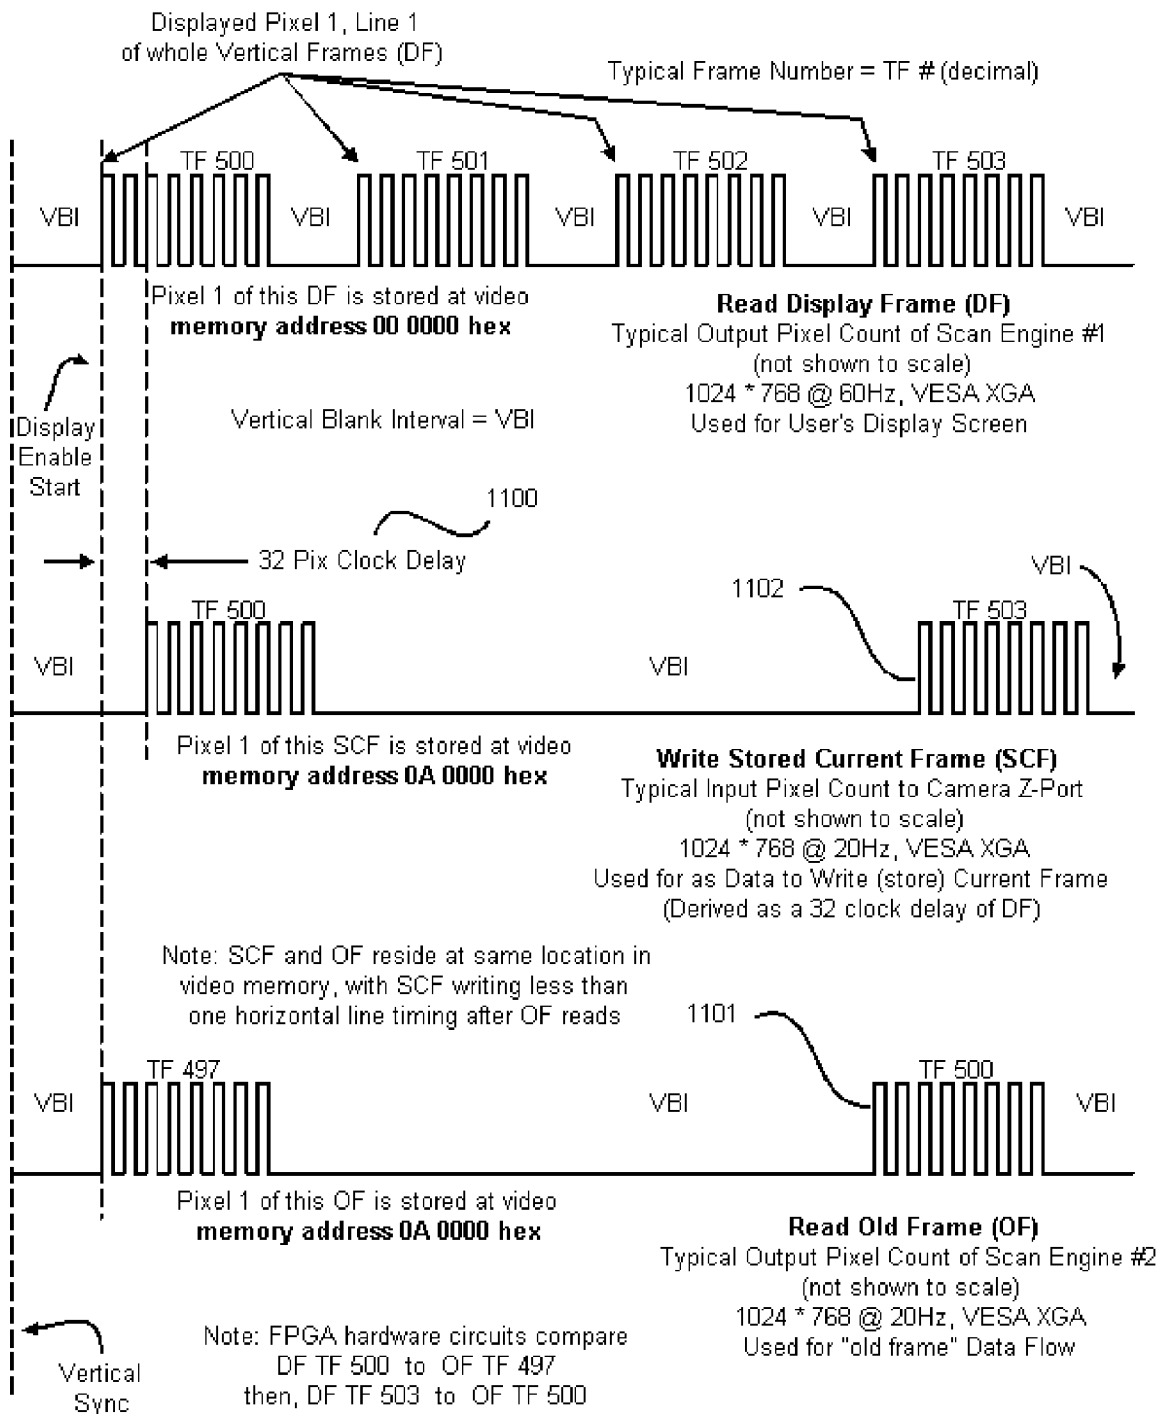 Displayed Pixel 1, Line 1
of whole Vertical Frames (DF)
Typical Frame Number = TF # (decimal)
TF 500
TF 501
TF 502
TF 503
VBI
VBI
VBI
VBI
VBI
Pixel 1 of this DF is stored at video
memory address 00 0000 hex
Read Display Frame (DF)
Typical Output Pixel Count of Scan Engine #1
(not shown to scale)
1024 * 768 @ 60Hz, VESA XGA
Used for User's Display Screen
Display
Enable
Start
Vertical Blank Interval = VBI
1100
32 Pix Clock Delay
VBI
1102
TF 500
TF 503
VBI
VBI
Pixel 1 of this SCF is stored at video
memory address 0A 0000 hex
Write Stored Current Frame (SCF)
Typical Input Pixel Count to Camera Z-Port
(not shown to scale)
1024 * 768 @ 20Hz, VESA XGA
Used for as Data to Write (store) Current Frame
(Derived as a 32 clock delay of DF)
Note: SCF and OF reside at same location in
video memory, with SCF writing less than
one horizontal line timing after OF reads
1101
TF 497
TF 500
VBI
VBI
VBI
Pixel 1 of this OF is stored at video
memory address 0A 0000 hex
Read Old Frame (OF)
Typical Output Pixel Count of Scan Engine #2
(not shown to scale)
1024 * 768 @ 20Hz, VESA XGA
Used for "old frame" Data Flow
Vertical
Sync
Note: FPGA hardware circuits compare
DF TF 500 to OF TF 497
then, DF TF 503 to OF TF 500